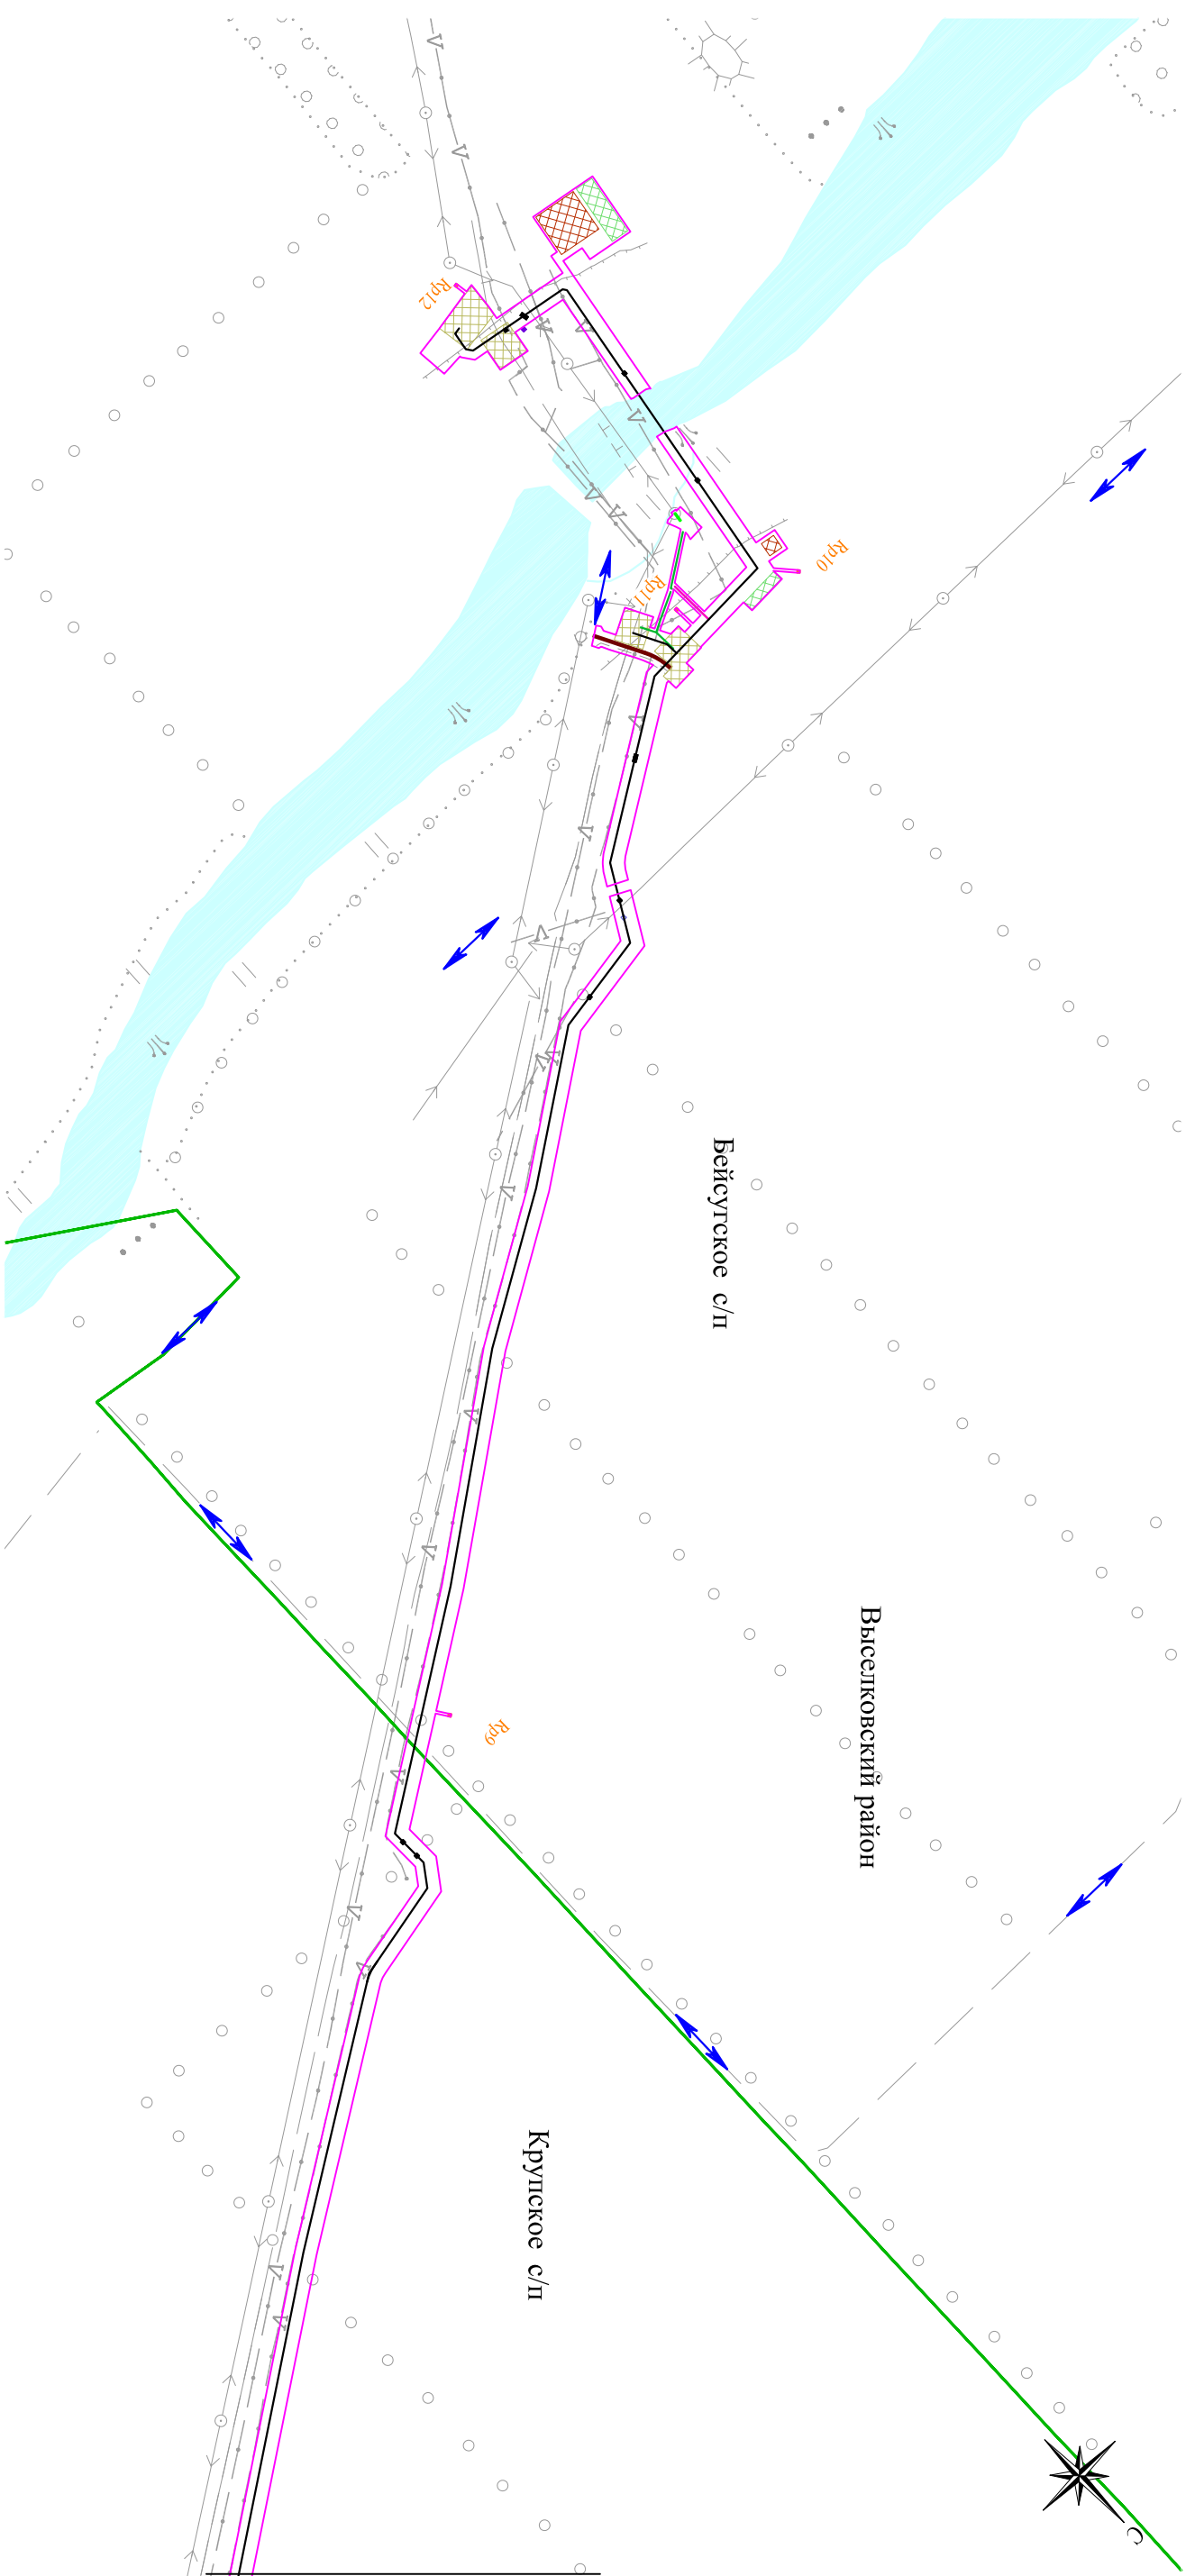 Rp12
Rp10
Rp11
Бейсугское с/п
Выселковский район
Rp9
Крупское с/п
С